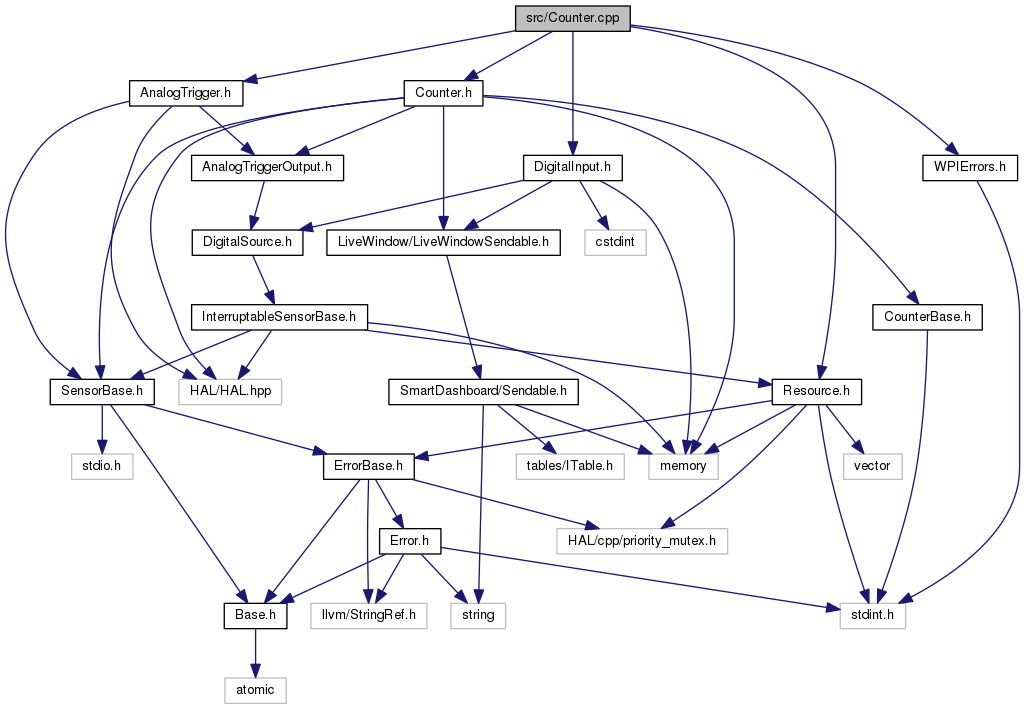 src/Counter.cpp
AnalogTrigger.h
Counter.h
AnalogTriggerOutput.h
DigitalInput.h
WPIErrors.h
DigitalSource.h
LiveWindow/LiveWindowSendable.h
cstdint
InterruptableSensorBase.h
CounterBase.h
SensorBase.h
HAL/HAL.hpp
SmartDashboard/Sendable.h
Resource.h
stdio.h
ErrorBase.h
tables/ITable.h
memory
vector
Error.h
HAL/cpp/priority_mutex.h
Base.h
llvm/StringRef.h
string
stdint.h
atomic